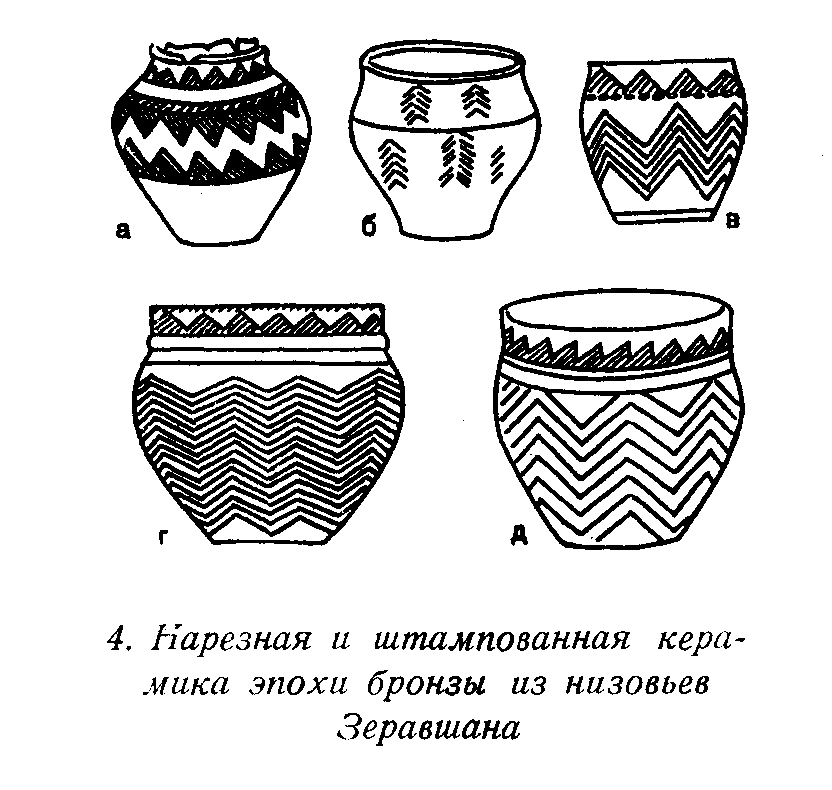 а
б
в
г
д
4. Нарезная и штампованная кера-
мика эпохи бронзы из низовьев
Зеравшана